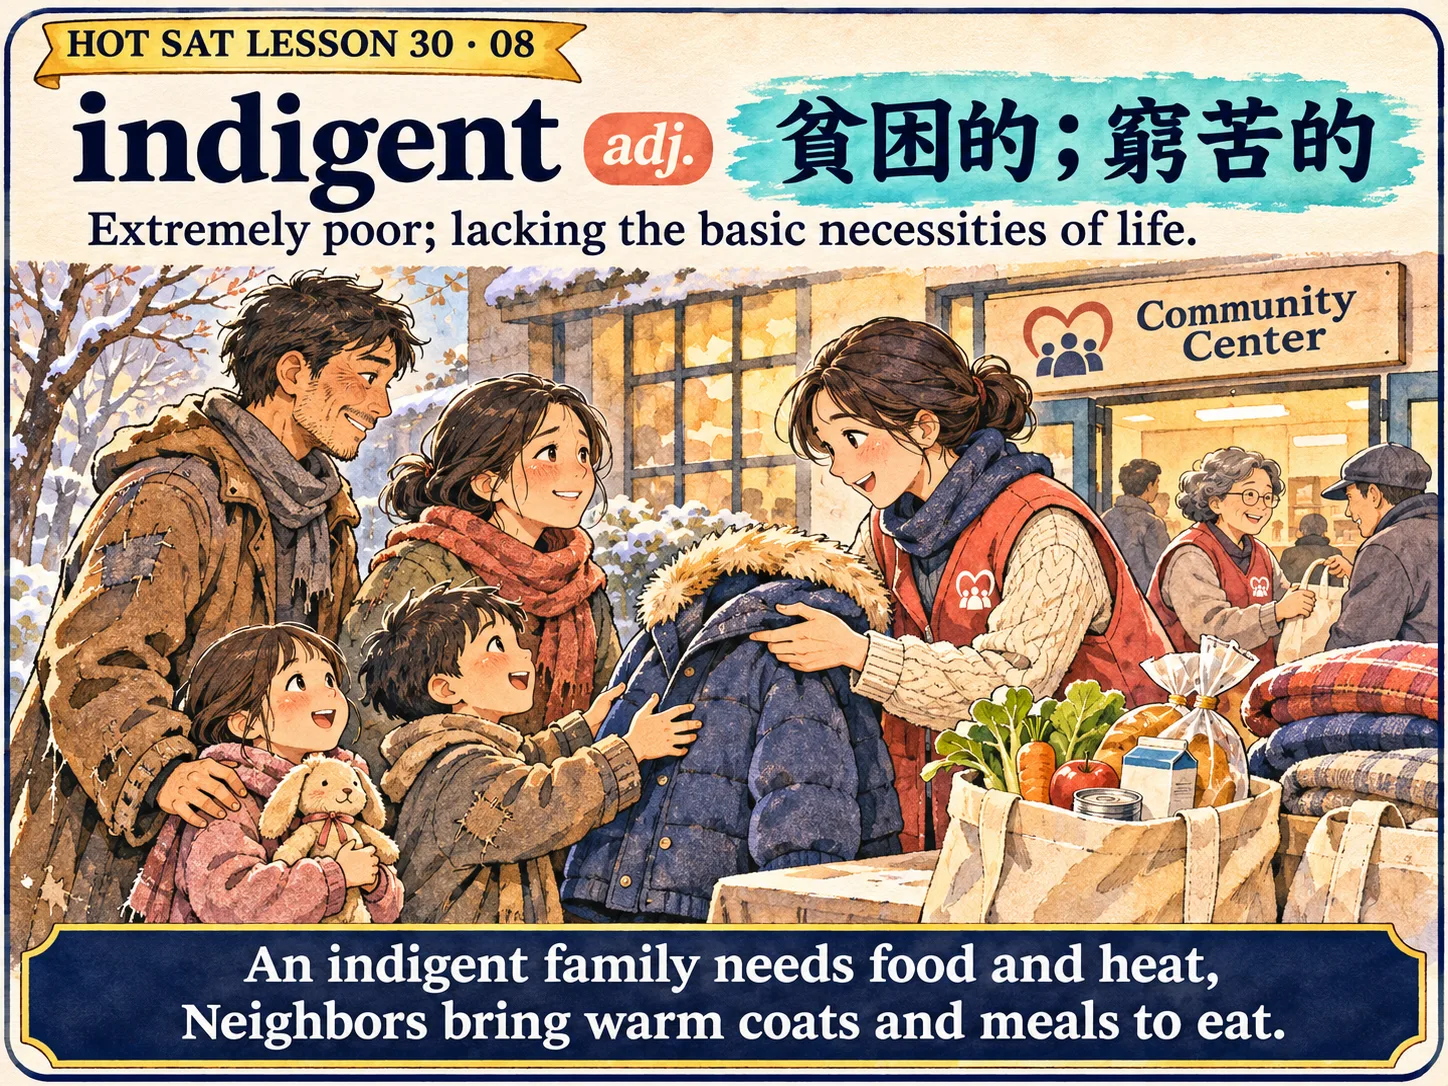 HOT SAT LESSON 30 · 08
indigent adj. 貧困的；窮苦的
Extremely poor; lacking the basic necessities of life.
Community
Center
An indigent family needs food and heat,
Neighbors bring warm coats and meals to eat.